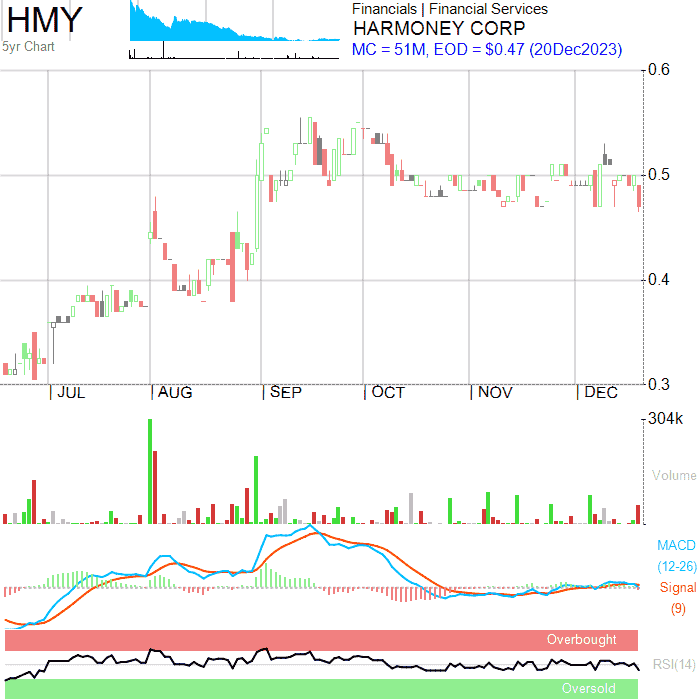 HMY
5yr Chart
Financials | Financial Services
HARMONEY CORP
MC = 51M, EOD = $0.47 (20Dec2023)
0.6
0.5
0.4
0.3
JUL AUG SEP OCT NOV DEC
304k
Volume
MACD
(12-26)
Signal
(9)
Overbought
RSI(14)
Oversold